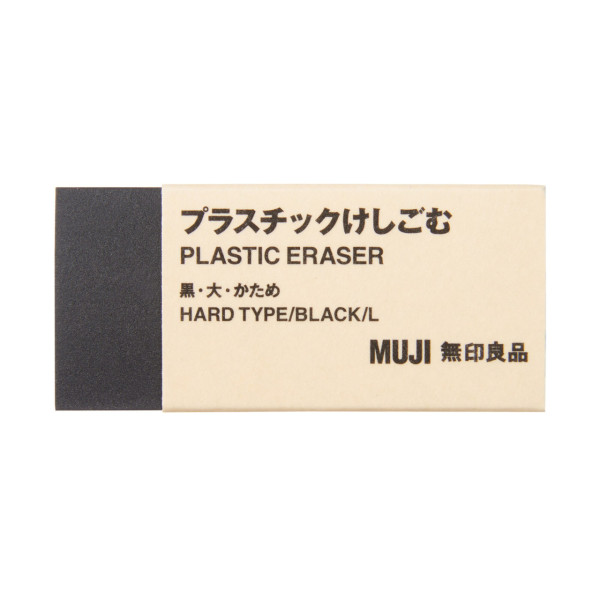 プラスチックけしごむ
PLASTIC ERASER
黒・大・かため
HARD TYPE/BLACK/L
MUJI 無印良品